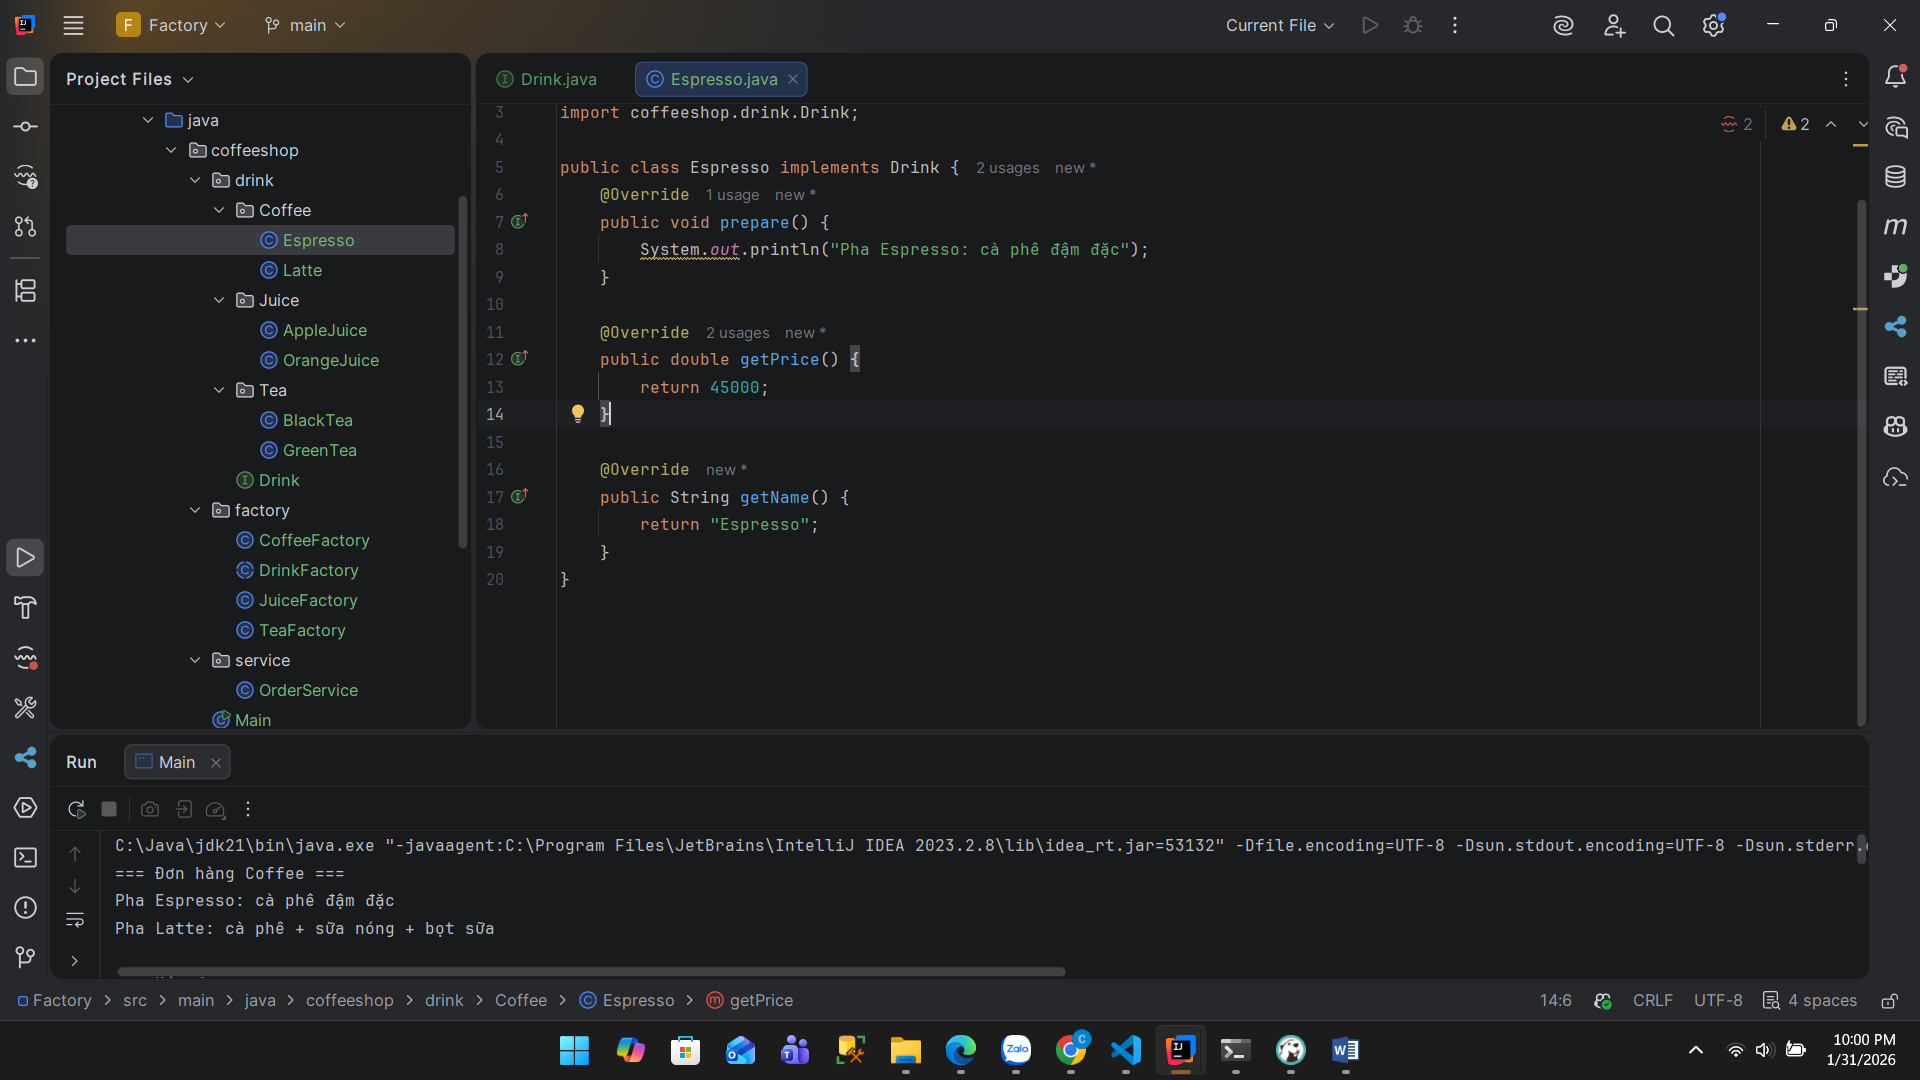 Factory
main
Current File
Project Files
java
coffeeshop
drink
Coffee
Espresso
Latte
Juice
AppleJuice
OrangeJuice
Tea
BlackTea
GreenTea
Drink
factory
CoffeeFactory
DrinkFactory
JuiceFactory
TeaFactory
service
OrderService
Main
Drink.java
Espresso.java
2 2
3 import coffeeshop.drink.Drink;
4
5 public class Espresso implements Drink { 2 usages new *
6 @Override 1 usage new *
7 public void prepare() {
8 System.out.println("Pha Espresso: cà phê đậm đặc");
9 }
10
11 @Override 2 usages new *
12 public double getPrice() {
13 return 45000;
14 }
15
16 @Override new *
17 public String getName() {
18 return "Espresso";
19 }
20 }
Run Main
C:\Java\jdk21\bin\java.exe "-javaagent:C:\Program Files\JetBrains\IntelliJ IDEA 2023.2.8\lib\idea_rt.jar=53132" -Dfile.encoding=UTF-8 -Dsun.stdout.encoding=UTF-8 -Dsun.stderr.
=== Đơn hàng Coffee ===
Pha Espresso: cà phê đậm đặc
Pha Latte: cà phê + sữa nóng + bọt sữa
Factory > src > main > java > coffeeshop > drink > Coffee > Espresso > getPrice
14:6 CRLF UTF-8 4 spaces
10:00 PM
1/31/2026